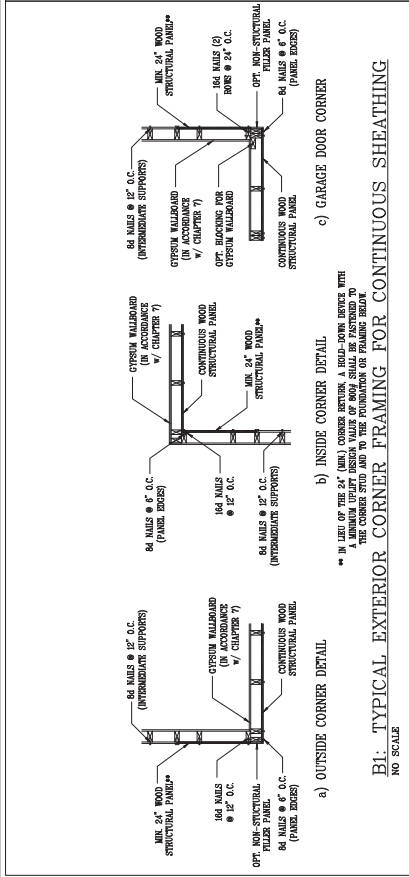 MIN. 24" WOOD
STRUCTURAL PANEL**
8d NAILS @ 12" O.C.
(INTERMEDIATE SUPPORTS)
16d NAILS
@ 12" O.C.
OPT. NON-STUCTURAL
FILLER PANEL
8d NAILS @ 6" O.C.
(PANEL EDGES)
GYPSUM WALLBOARD
(IN ACCORDANCE
w/ CHAPTER 7)
CONTINUOUS WOOD
STRUCTURAL PANEL
a) OUTSIDE CORNER DETAIL
8d NAILS @ 6" O.C.
(PANEL EDGES)
GYPSUM WALLBOARD
(IN ACCORDANCE
w/ CHAPTER 7)
CONTINUOUS WOOD
STRUCTURAL PANEL
16d NAILS
@ 12" O.C.
MIN. 24" WOOD
STRUCTURAL PANEL**
8d NAILS @ 12" O.C.
(INTERMEDIATE SUPPORTS)
b) INSIDE CORNER DETAIL
8d NAILS @ 12" O.C.
(INTERMEDIATE SUPPORTS)
MIN. 24" WOOD
STRUCTURAL PANEL**
GYPSUM WALLBOARD
(IN ACCORDANCE
w/ CHAPTER 7)
OPT. BLOCKING FOR
GYPSUM WALLBOARD
16d NAILS (2)
ROWS @ 24" O.C.
OPT. NON-STUCTURAL
FILLER PANEL
8d NAILS @ 6" O.C.
(PANEL EDGES)
CONTINUOUS WOOD
STRUCTURAL PANEL
c) GARAGE DOOR CORNER
** IN LIEU OF THE 24" (MIN.) CORNER RETURN, A HOLD-DOWN DEVICE WITH
A MINIMUM UPLIFT DESIGN VALUE OF 800# SHALL BE FASTENED TO
THE CORNER STUD AND TO THE FOUNDATION OR FRAMING BELOW.
B1: TYPICAL EXTERIOR CORNER FRAMING FOR CONTINUOUS SHEATHING
NO SCALE